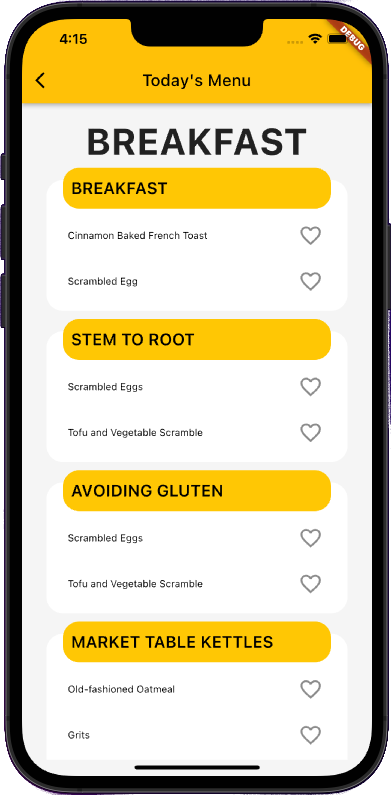 4:15
DEBUG
Today's Menu
BREAKFAST
BREAKFAST
Cinnamon Baked French Toast
Scrambled Egg
STEM TO ROOT
Scrambled Eggs
Tofu and Vegetable Scramble
AVOIDING GLUTEN
Scrambled Eggs
Tofu and Vegetable Scramble
MARKET TABLE KETTLES
Old-fashioned Oatmeal
Grits